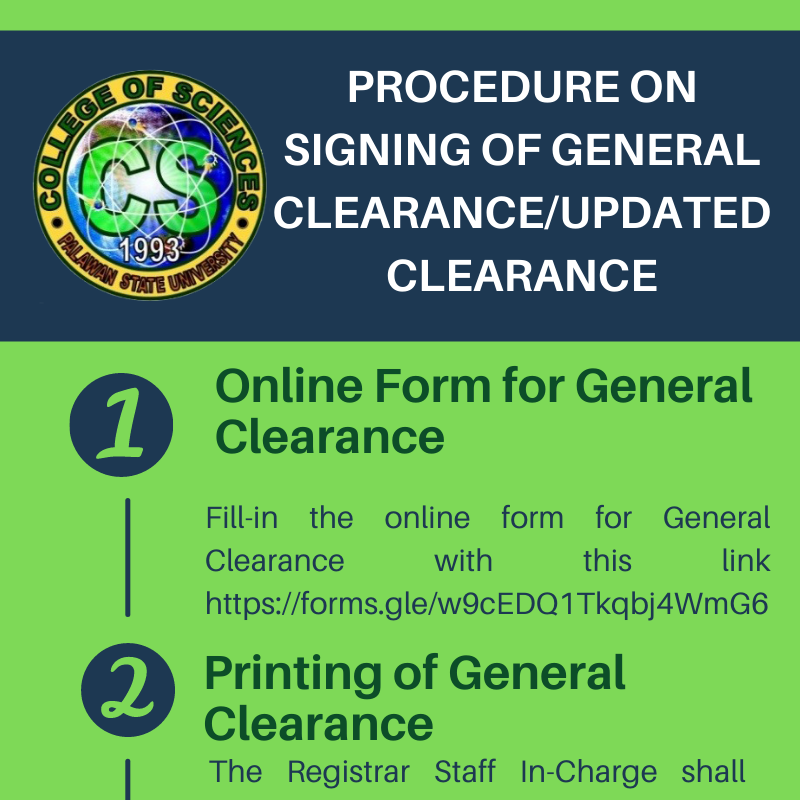 COLLEGE OF SCIENCES
CS
1993
PALAWAN STATE UNIVERSITY
PROCEDURE ON
SIGNING OF GENERAL
CLEARANCE/UPDATED
CLEARANCE
1
Online Form for General
Clearance
Fill-in the online form for General
Clearance with this link
https://forms.gle/w9cEDQ1Tkqbj4WmG6
2
Printing of General
Clearance
The Registrar Staff In-Charge shall